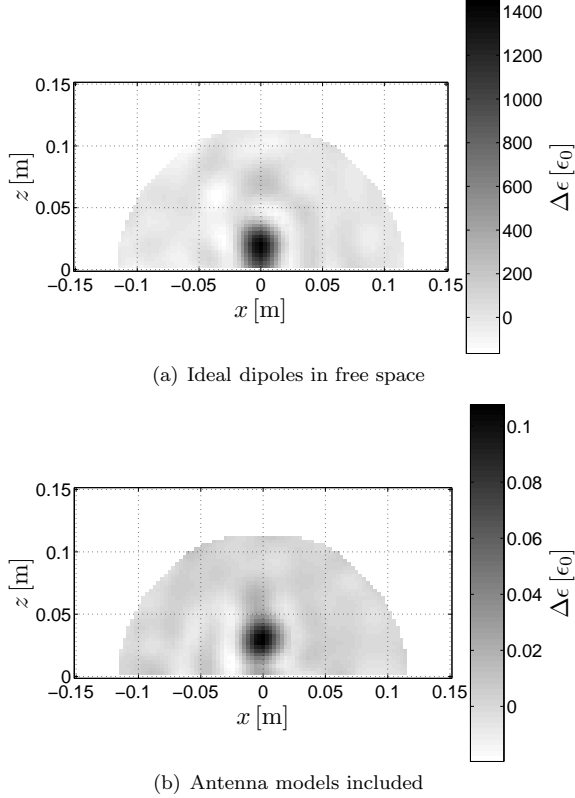 1400
1200
1000
800
600
400
200
0
Δϵ [ϵ0]
0.15
0.1
0.05
0
z [m]
−0.15 −0.1 −0.05 0 0.05 0.1 0.15
x [m]
(a) Ideal dipoles in free space
0.1
0.08
0.06
0.04
0.02
0
Δϵ [ϵ0]
0.15
0.1
0.05
0
z [m]
−0.15 −0.1 −0.05 0 0.05 0.1 0.15
x [m]
(b) Antenna models included